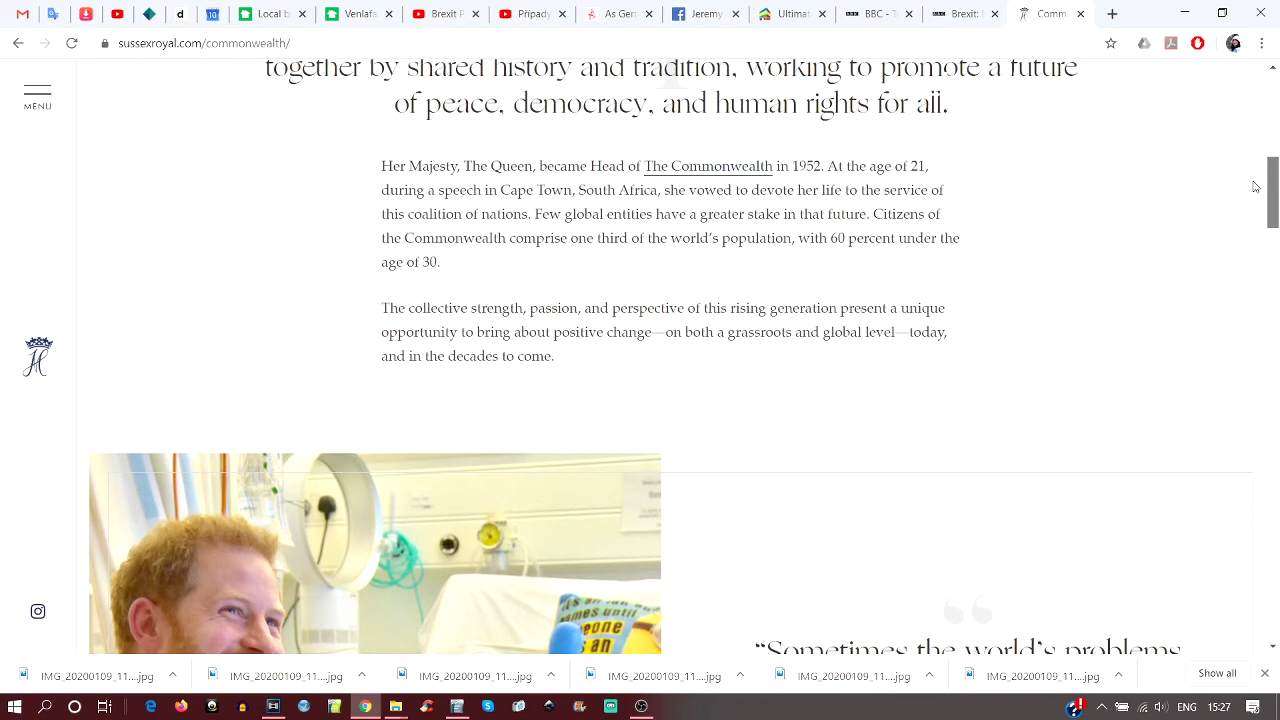 Local b
Venlafa
Brexit P
Případ
As Ger
Jeremy
Ultimat
BBC - T
Brexit:
Comm
sussexroyal.com/commonwealth/
MENU
together by shared history and tradition, working to promote a future
of peace, democracy, and human rights for all.
Her Majesty, The Queen, became Head of The Commonwealth in 1952. At the age of 21,
during a speech in Cape Town, South Africa, she vowed to devote her life to the service of
this coalition of nations. Few global entities have a greater stake in that future. Citizens of
the Commonwealth comprise one third of the world's population, with 60 percent under the
age of 30.
The collective strength, passion, and perspective of this rising generation present a unique
opportunity to bring about positive change—on both a grassroots and global level—today,
and in the decades to come.
“Sometimes the world's problems
IMG_20200109_11....jpg
IMG_20200109_11....jpg
IMG_20200109_11....jpg
IMG_20200109_11....jpg
IMG_20200109_11....jpg
IMG_20200109_11....jpg
Show all
ENG
15:27